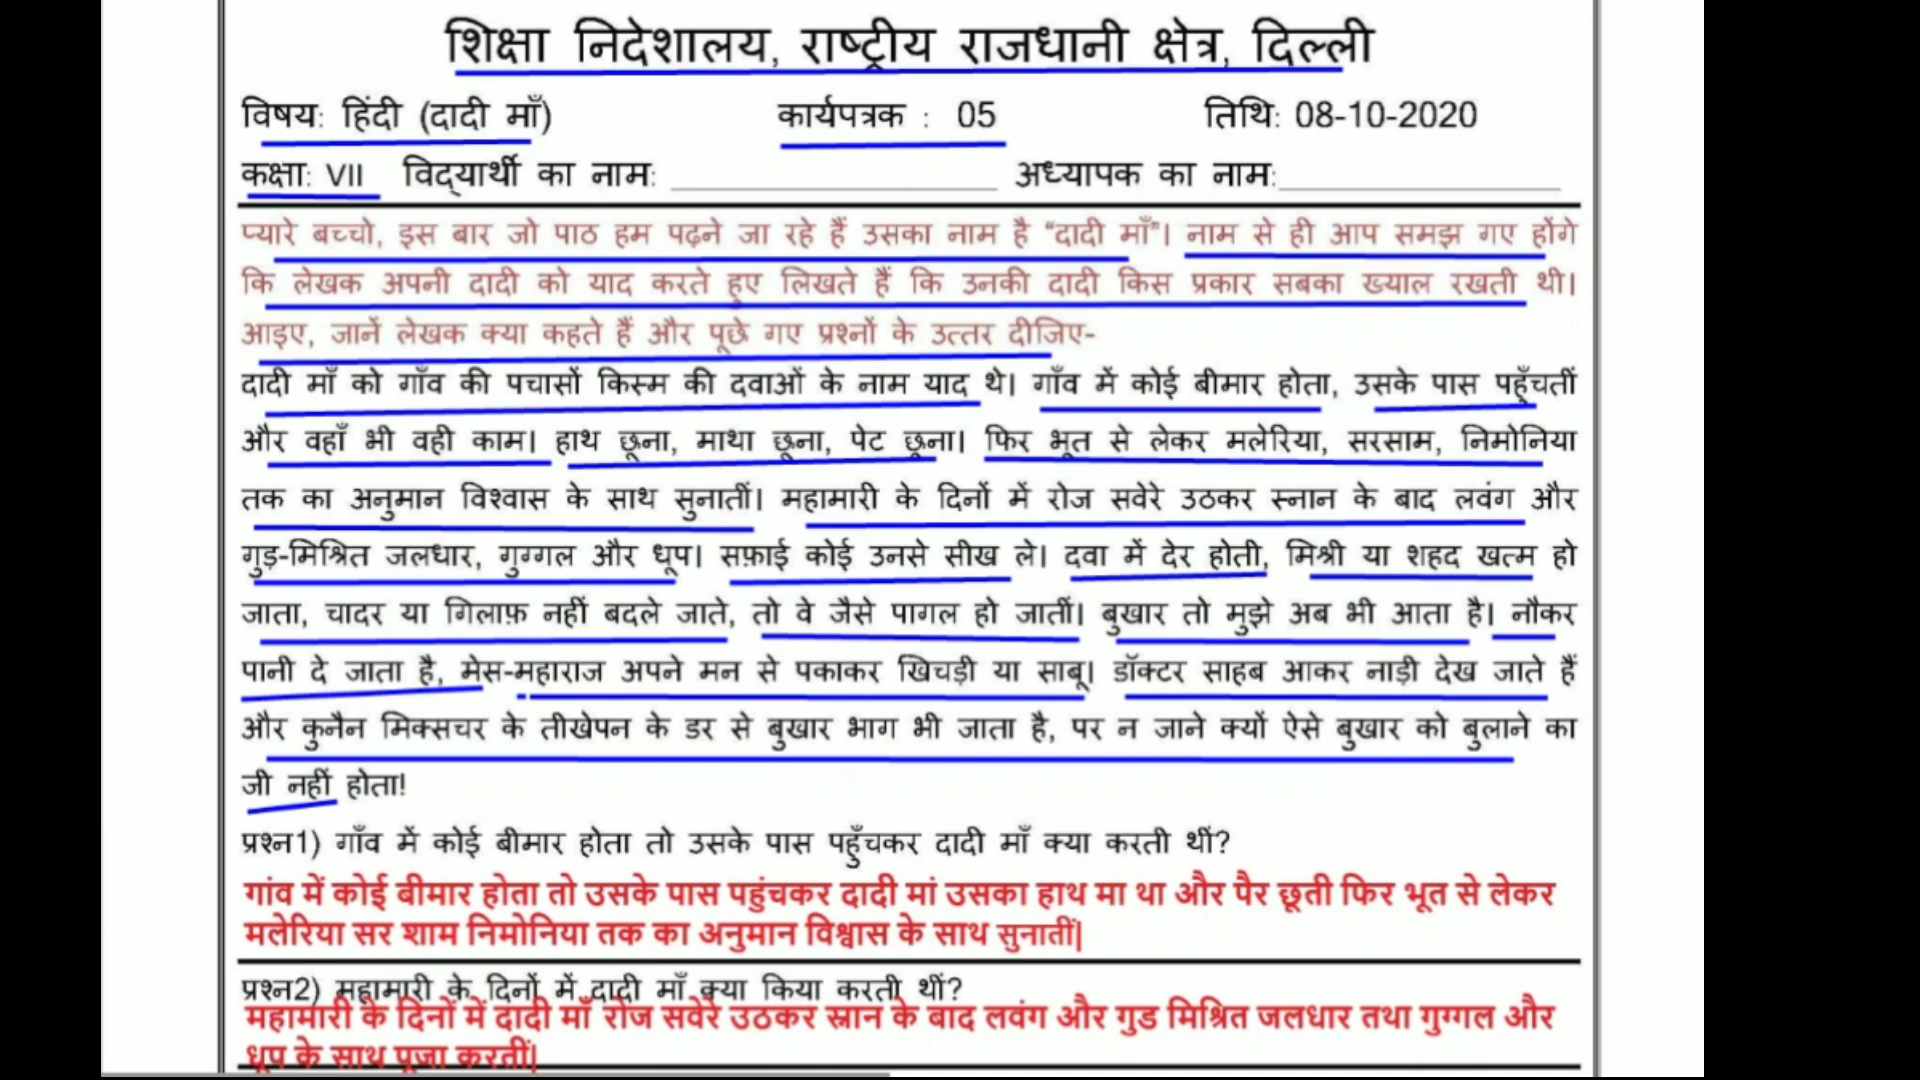 शिक्षा निदेशालय, राष्ट्रीय राजधानी क्षेत्र, दिल्ली
विषय: हिंदी (दादी माँ) कार्यपत्रक : 05 तिथि: 08-10-2020
कक्षा: VII विद्यार्थी का नाम: ____________ अध्यापक का नाम:____________
प्यारे बच्चो, इस बार जो पाठ हम पढ़ने जा रहे हैं उसका नाम है “दादी माँ”। नाम से ही आप समझ गए होंगे
कि लेखक अपनी दादी को याद करते हुए लिखते हैं कि उनकी दादी किस प्रकार सबका ख्याल रखती थी।
आइए, जानें लेखक क्या कहते हैं और पूछे गए प्रश्नों के उत्तर दीजिए-
दादी माँ को गाँव की पचासों किस्म की दवाओं के नाम याद थे। गाँव में कोई बीमार होता, उसके पास पहुँचतीं
और वहाँ भी वही काम। हाथ छूना, माथा छूना, पेट छूना। फिर भूत से लेकर मलेरिया, सरसाम, निमोनिया
तक का अनुमान विश्वास के साथ सुनातीं। महामारी के दिनों में रोज सवेरे उठकर स्नान के बाद लवंग और
गुड़-मिश्रित जलधार, गुग्गल और धूप। सफ़ाई कोई उनसे सीख ले। दवा में देर होती, मिश्री या शहद खत्म हो
जाता, चादर या गिलाफ़ नहीं बदले जाते, तो वे जैसे पागल हो जातीं। बुखार तो मुझे अब भी आता है। नौकर
पानी दे जाता है, मेस-महाराज अपने मन से पकाकर खिचड़ी या साबू। डॉक्टर साहब आकर नाड़ी देख जाते हैं
और कुनैन मिक्सचर के तीखेपन के डर से बुखार भाग भी जाता है, पर न जाने क्यों ऐसे बुखार को बुलाने का
जी नहीं होता!
प्रश्न1) गाँव में कोई बीमार होता तो उसके पास पहुँचकर दादी माँ क्या करती थीं?
गांव में कोई बीमार होता तो उसके पास पहुंचकर दादी मां उसका हाथ मा था और पैर छूती फिर भूत से लेकर
मलेरिया सर शाम निमोनिया तक का अनुमान विश्वास के साथ सुनातीं|
प्रश्न2) महामारी के दिनों में दादी माँ क्या किया करती थीं?
महामारी के दिनों में दादी माँ रोज सवेरे उठकर स्नान के बाद लवंग और गुड मिश्रित जलधार तथा गुग्गल और
धूप के साथ पूजा करतीं|